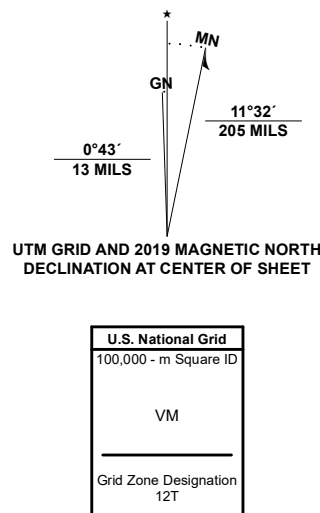 ★
MN
GN
11°32´
205 MILS
0°43´
13 MILS
UTM GRID AND 2019 MAGNETIC NORTH
DECLINATION AT CENTER OF SHEET
U.S. National Grid
100,000 - m Square ID
VM
Grid Zone Designation
12T